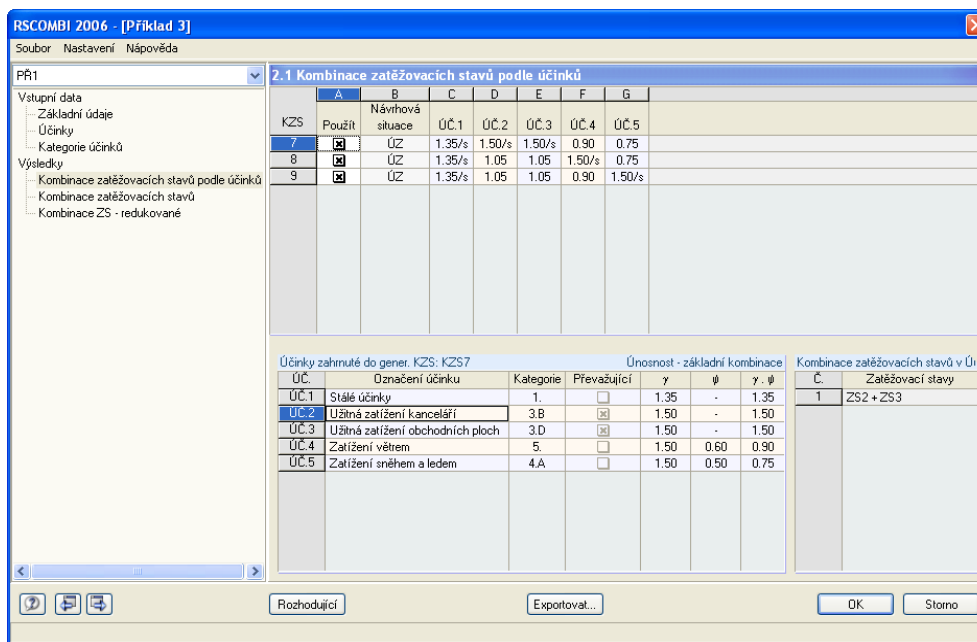 RSCOMBI 2006 - [Příklad 3]
Soubor Nastavení Nápověda
PŘ1
Vstupní data
Základní údaje
Účinky
Kategorie účinků
Výsledky
Kombinace zatěžovacích stavů podle účinků
Kombinace zatěžovacích stavů
Kombinace ZS - redukované
2.1 Kombinace zatěžovacích stavů podle účinků
A B C D E F G
KZS Použít Návrhová situace ÚČ.1 ÚČ.2 ÚČ.3 ÚČ.4 ÚČ.5
7 ÚZ 1.35/s 1.50/s 1.50/s 0.90 0.75
8 ÚZ 1.35/s 1.05 1.05 1.50/s 0.75
9 ÚZ 1.35/s 1.05 1.05 0.90 1.50/s
Účinky zahrnuté do gener. KZS: KZS7 Únosnost - základní kombinace
ÚČ. Označení účinku Kategorie Převažující γ ψ γ . ψ
ÚČ.1 Stálé účinky 1. 1.35 - 1.35
ÚČ.2 Užitná zatížení kanceláří 3.B 1.50 - 1.50
ÚČ.3 Užitná zatížení obchodních ploch 3.D 1.50 - 1.50
ÚČ.4 Zatížení větrem 5. 1.50 0.60 0.90
ÚČ.5 Zatížení sněhem a ledem 4.A 1.50 0.50 0.75
Kombinace zatěžovacích stavů v Ú
Č. Zatěžovací stavy
1 ZS2 + ZS3
Rozhodující Exportovat... OK Storno